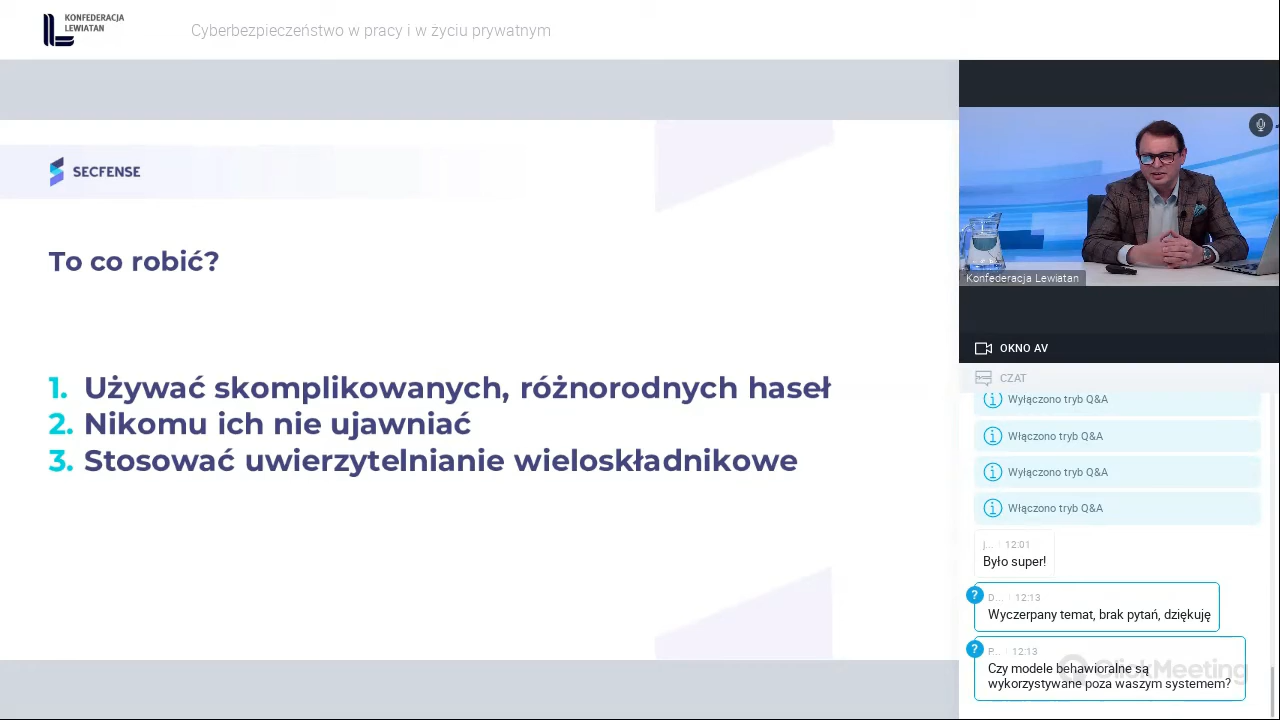 KONFEDERACJA
LEWIATAN
Cyberbezpieczeństwo w pracy i w życiu prywatnym
SECFENSE
To co robić?
1. Używać skomplikowanych, różnorodnych haseł
2. Nikomu ich nie ujawniać
3. Stosować uwierzytelnianie wieloskładnikowe
Konfederacja Lewiatan
OKNO AV
CZAT
Wyłączono tryb Q&A
Włączono tryb Q&A
Wyłączono tryb Q&A
Włączono tryb Q&A
j... 12:01
Było super!
? D... 12:13
Wyczerpany temat, brak pytań, dziękuję
? P... 12:13
Czy modele behawioralne są
wykorzystywane poza waszym systemem?
ClickMeeting